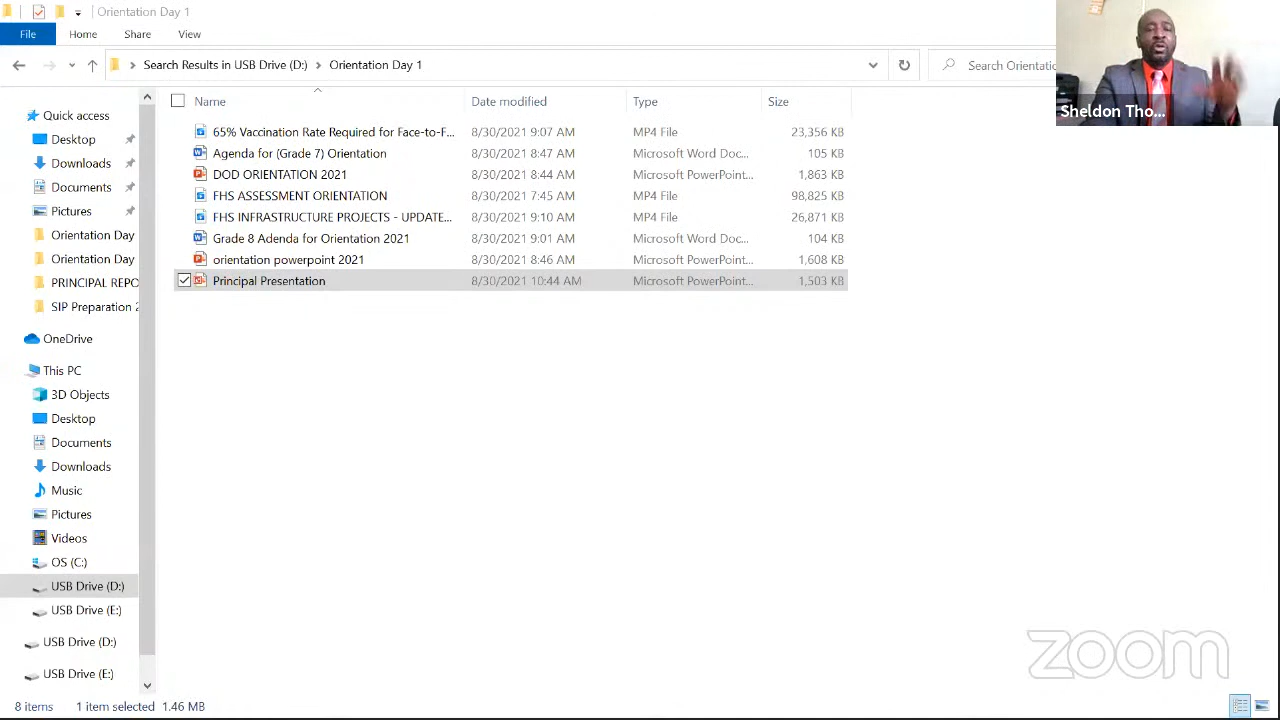 Orientation Day 1
File Home Share View
Search Results in USB Drive (D:) Orientation Day 1
Search Orientatio
Sheldon Tho...
Name Date modified Type Size
65% Vaccination Rate Required for Face-to-F... 8/30/2021 9:07 AM MP4 File 23,356 KB
Agenda for (Grade 7) Orientation 8/30/2021 8:47 AM Microsoft Word Doc... 105 KB
DOD ORIENTATION 2021 8/30/2021 8:44 AM Microsoft PowerPoint... 1,863 KB
FHS ASSESSMENT ORIENTATION 8/30/2021 7:45 AM MP4 File 98,825 KB
FHS INFRASTRUCTURE PROJECTS - UPDATE... 8/30/2021 9:10 AM MP4 File 26,871 KB
Grade 8 Adenda for Orientation 2021 8/30/2021 9:01 AM Microsoft Word Doc... 104 KB
orientation powerpoint 2021 8/30/2021 8:46 AM Microsoft PowerPoint... 1,608 KB
Principal Presentation 8/30/2021 10:44 AM Microsoft PowerPoint... 1,503 KB
Quick access
Desktop
Downloads
Documents
Pictures
Orientation Day
Orientation Day
PRINCIPAL REPO
SIP Preparation 2
OneDrive
This PC
3D Objects
Desktop
Documents
Downloads
Music
Pictures
Videos
OS (C:)
USB Drive (D:)
USB Drive (E:)
USB Drive (D:)
USB Drive (E:)
zoom
8 items 1 item selected 1.46 MB